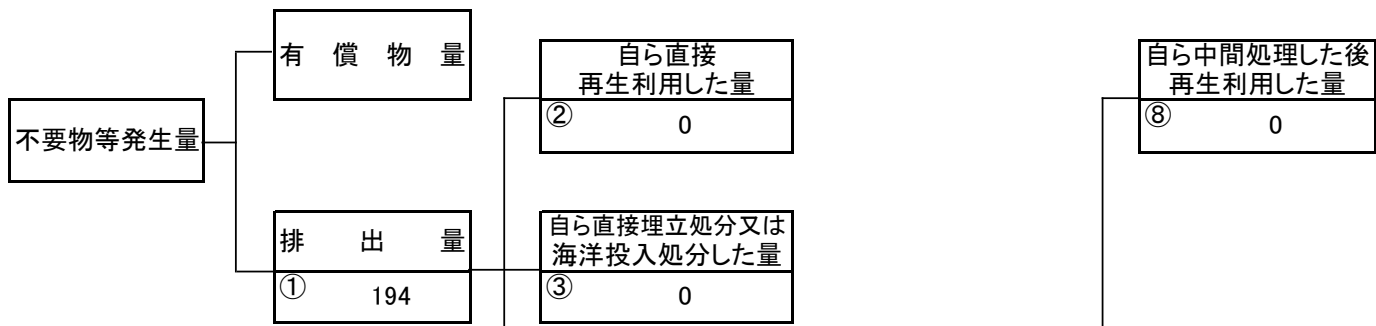 有償物量
自ら直接
再生利用した量
② 0
自ら中間処理した後
再生利用した量
⑧ 0
不要物等発生量
排出量
① 194
自ら直接埋立処分又は
海洋投入処分した量
③ 0